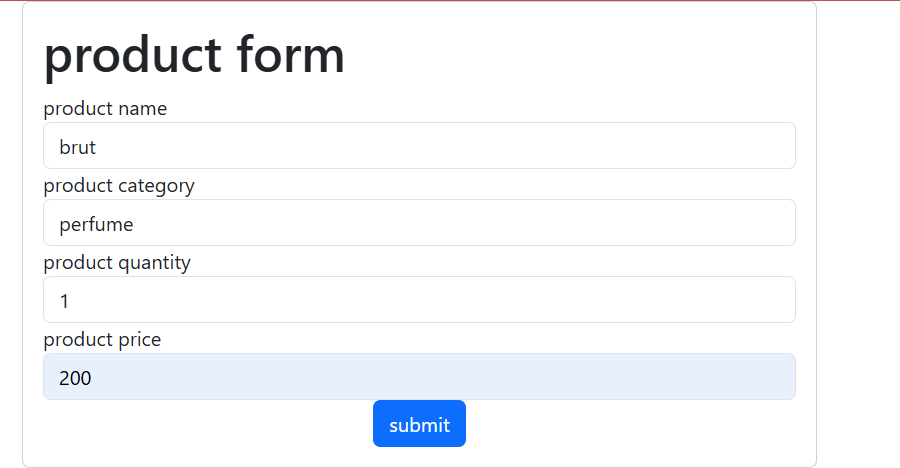 product form
product name
brut
product category
perfume
product quantity
1
product price
200
submit